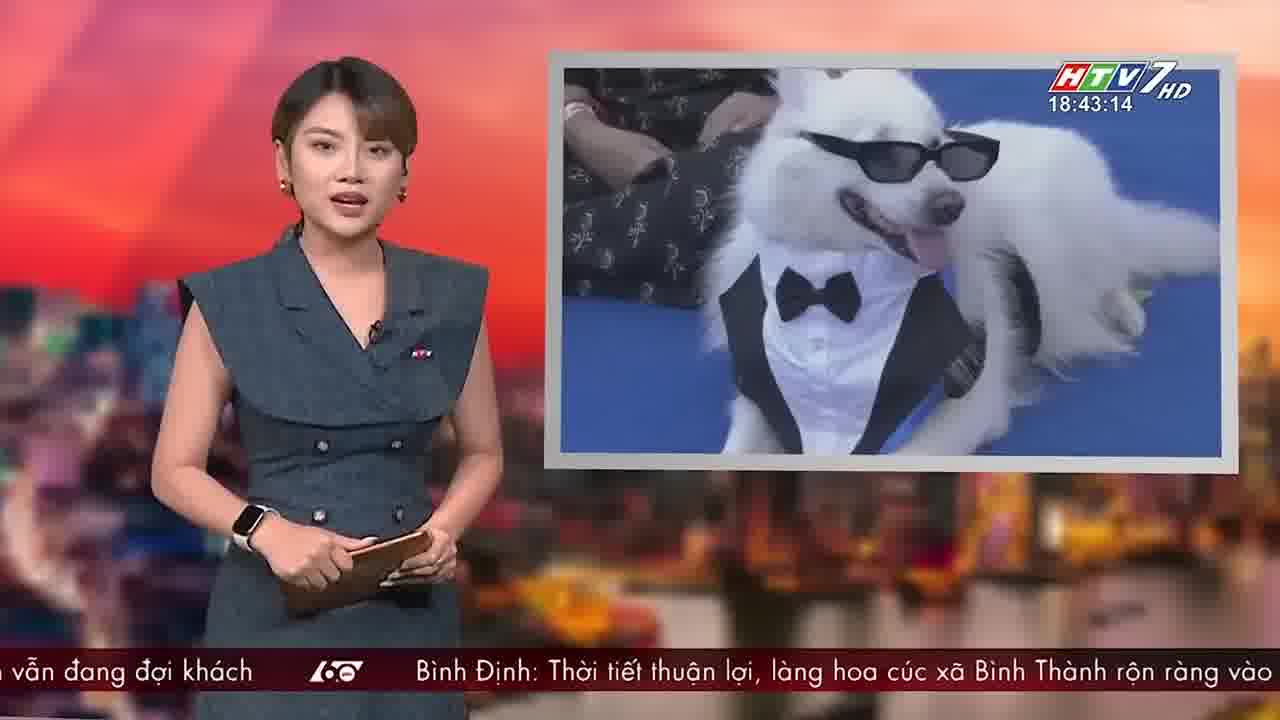 HTV7 HD
18:43:14
HTV
vẫn đang đợi khách
60 Bình Định: Thời tiết thuận lợi, làng hoa cúc xã Bình Thành rộn ràng vào